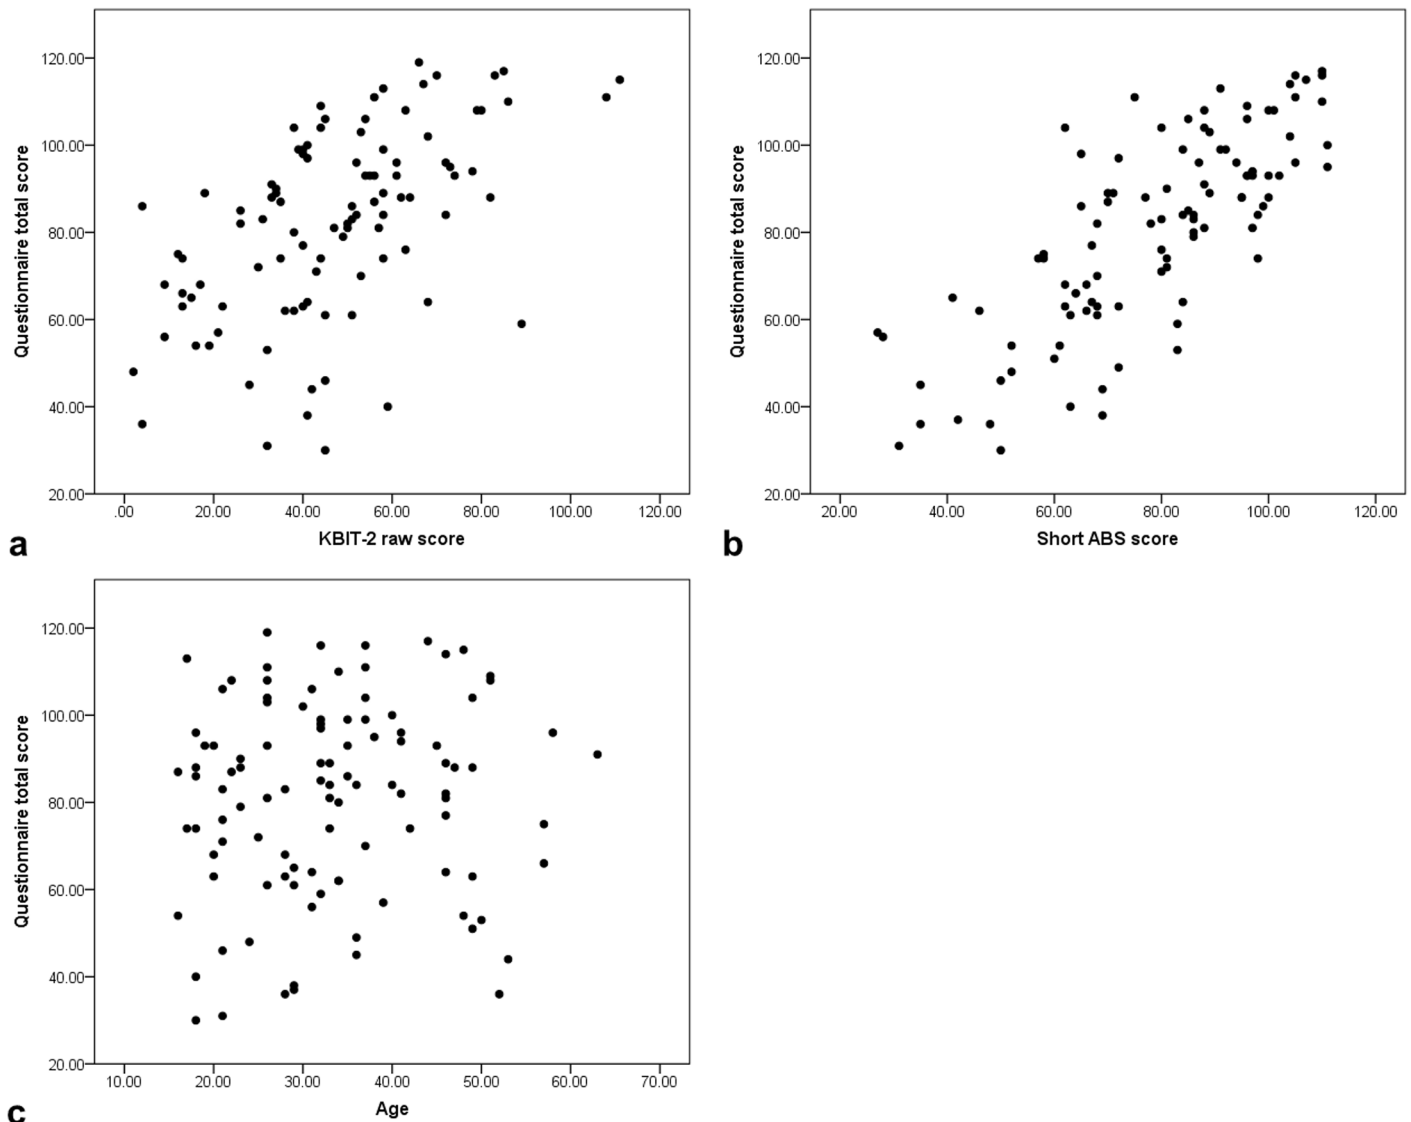 Questionnaire total score
120.00
100.00
80.00
60.00
40.00
20.00
.00 20.00 40.00 60.00 80.00 100.00 120.00
KBIT-2 raw score
a
Questionnaire total score
120.00
100.00
80.00
60.00
40.00
20.00
20.00 40.00 60.00 80.00 100.00 120.00
Short ABS score
b
Questionnaire total score
120.00
100.00
80.00
60.00
40.00
20.00
10.00 20.00 30.00 40.00 50.00 60.00 70.00
Age
c